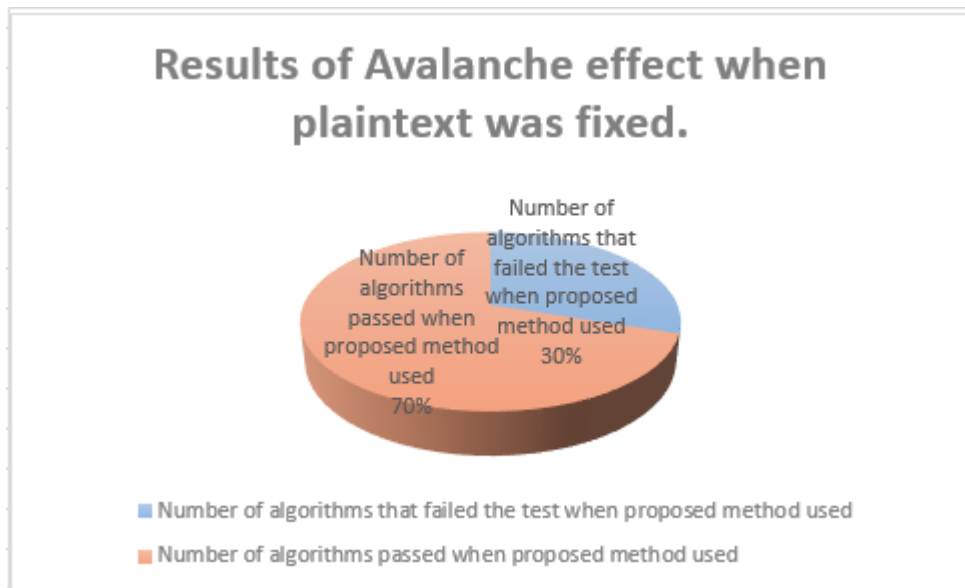 Results of Avalanche effect when
plaintext was fixed.
Number of
algorithms that
failed the test
when proposed
method used
30%
Number of
algorithms
passed when
proposed method
used
70%
Number of algorithms that failed the test when proposed method used
Number of algorithms passed when proposed method used